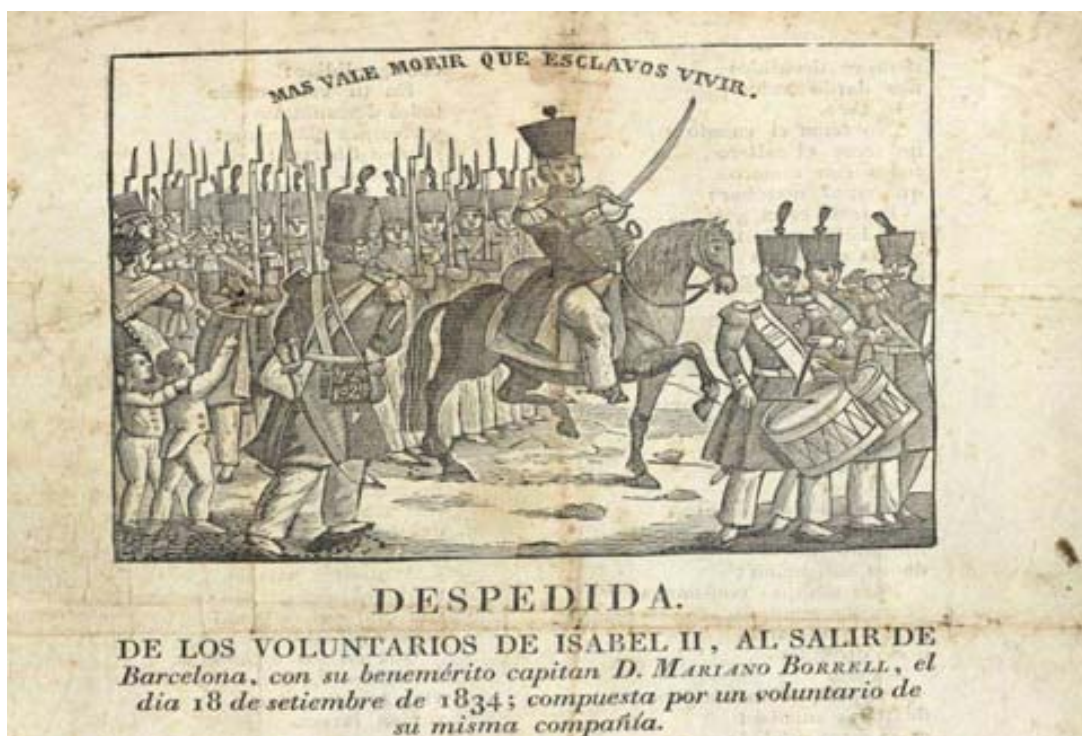 MAS VALE MORIR QUE ESCLAVOS VIVIR.
DESPEDIDA.
DE LOS VOLUNTARIOS DE ISABEL II, AL SALIR DE
Barcelona, con su benemérito capitan D. MARIANO BORRELL, el
dia 18 de setiembre de 1834; compuesta por un voluntario de
su misma compañía.